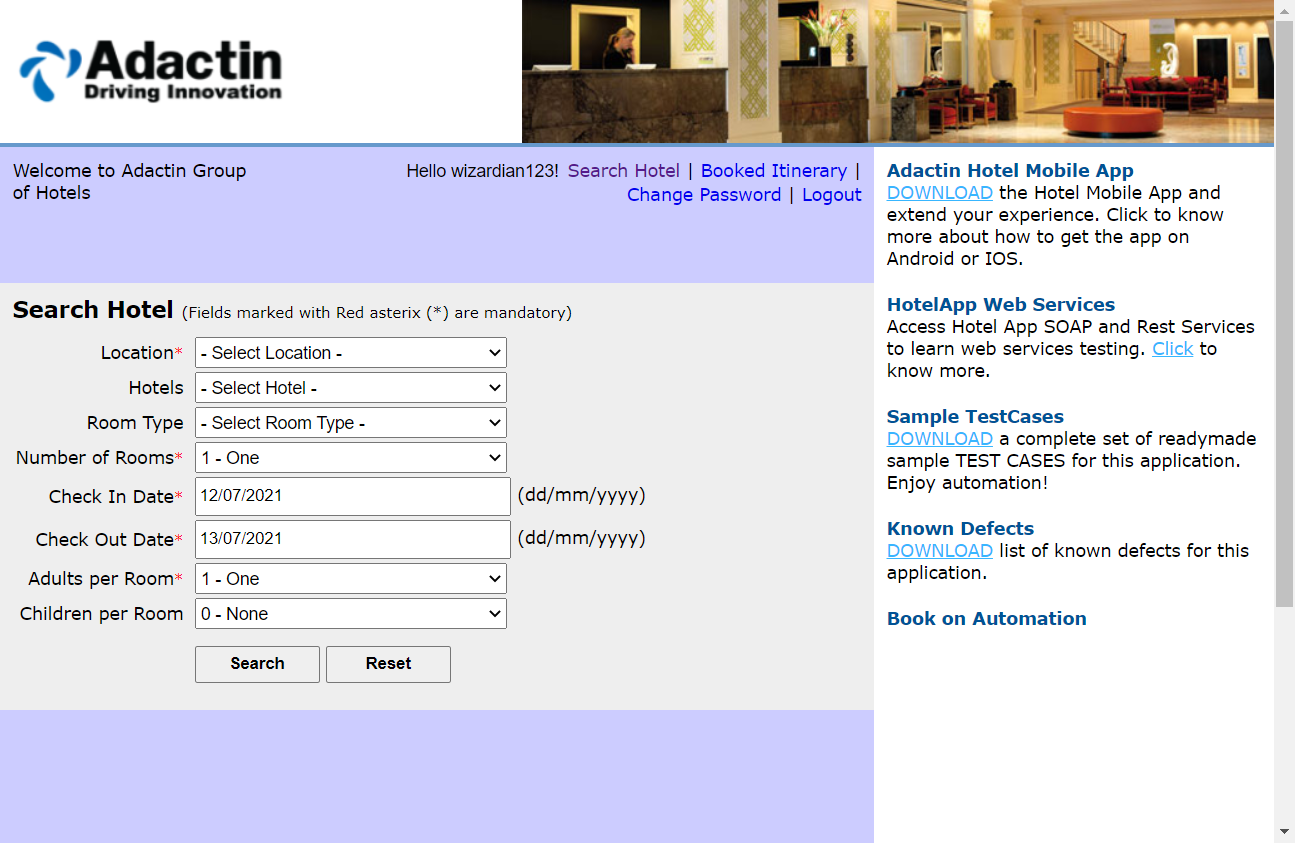 Adactin
Driving Innovation
Welcome to Adactin Group
of Hotels
Hello wizardian123! Search Hotel | Booked Itinerary |
Change Password | Logout
Search Hotel (Fields marked with Red asterix (*) are mandatory)
Location* - Select Location -
Hotels - Select Hotel -
Room Type - Select Room Type -
Number of Rooms* 1 - One
Check In Date* 12/07/2021 (dd/mm/yyyy)
Check Out Date* 13/07/2021 (dd/mm/yyyy)
Adults per Room* 1 - One
Children per Room 0 - None
Search Reset
Adactin Hotel Mobile App
DOWNLOAD the Hotel Mobile App and
extend your experience. Click to know
more about how to get the app on
Android or IOS.
HotelApp Web Services
Access Hotel App SOAP and Rest Services
to learn web services testing. Click to
know more.
Sample TestCases
DOWNLOAD a complete set of readymade
sample TEST CASES for this application.
Enjoy automation!
Known Defects
DOWNLOAD list of known defects for this
application.
Book on Automation